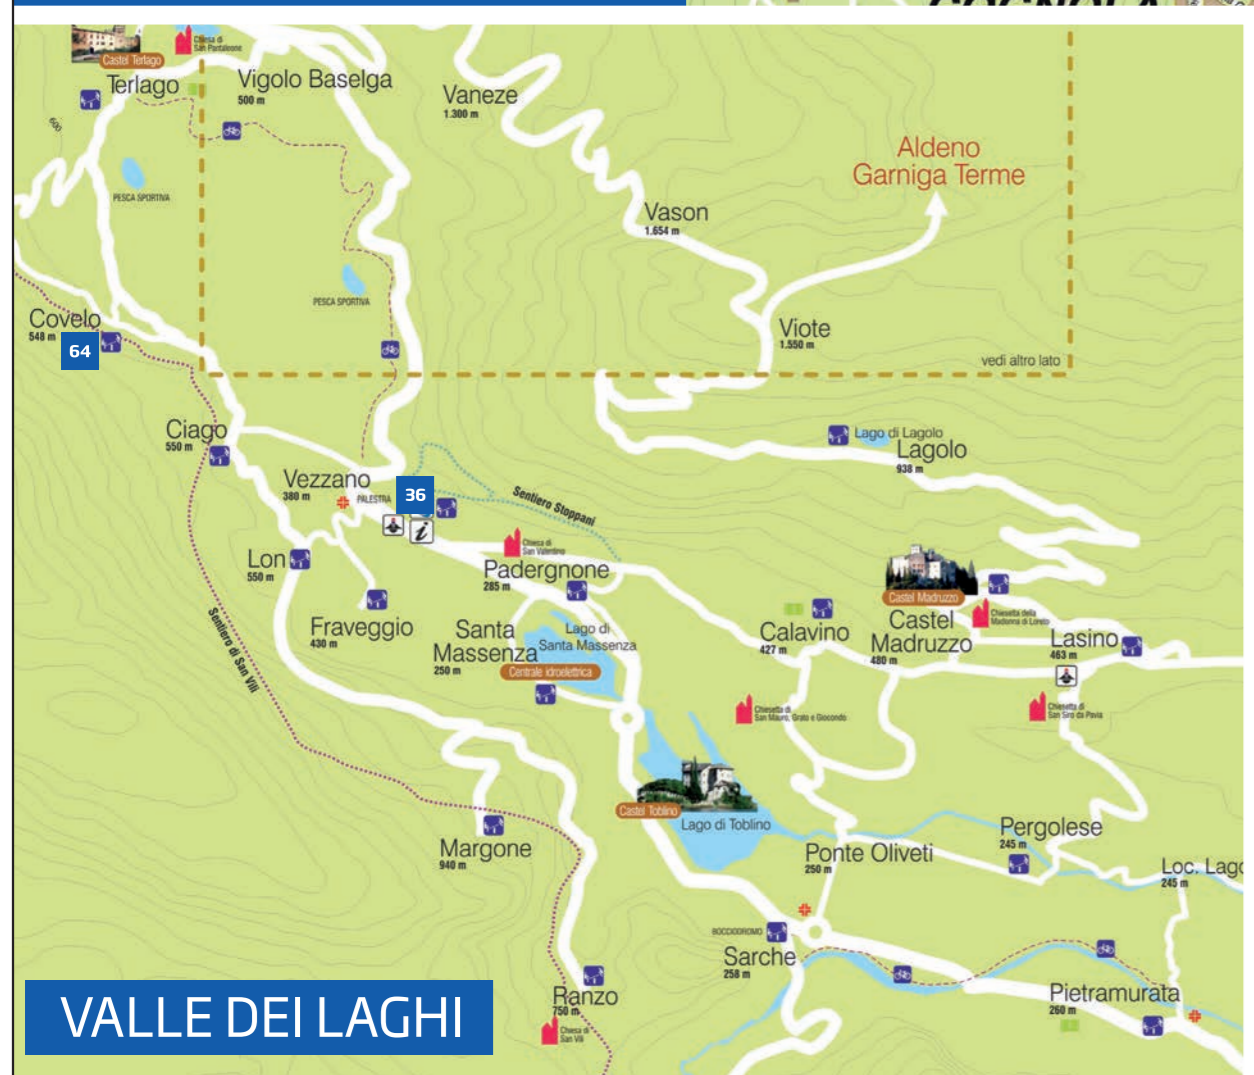 Castel Terlago
Chiesa di
San Pantaleone
Terlago
Vigolo Baselga
500 m
Vaneze
1.300 m
600
PESCA SPORTIVA
Aldeno
Garniga Terme
Vason
1.654 m
PESCA SPORTIVA
Covelo
548 m
64
Viote
1.550 m
vedi altro lato
Ciago
550 m
Lago di Lagolo
Lagolo
938 m
Vezzano
380 m
PALESTRA
36
i
Sentiero Stoppani
Chiesa di
San Valentino
Lon
550 m
Padergnone
285 m
Castel Madruzzo
Castel
Madruzzo
480 m
Chiesetta della
Madonna di Loreto
Fraveggio
430 m
Santa
Massenza
250 m
Lago di
Santa Massenza
Centrale idroelettrica
Calavino
427 m
Lasino
463 m
Sentiero di San Vili
Chiesetta di
San Mauro, Grato e Giocondo
Chiesetta di
San Siro da Pavia
Castel Toblino
Lago di Toblino
Margone
940 m
Ponte Oliveti
250 m
Pergolese
245 m
Loc. Lago
245 m
BOCCIODROMO
Sarche
258 m
Ranzo
750 m
Chiesa di
San Vili
Pietramurata
260 m
VALLE DEI LAGHI